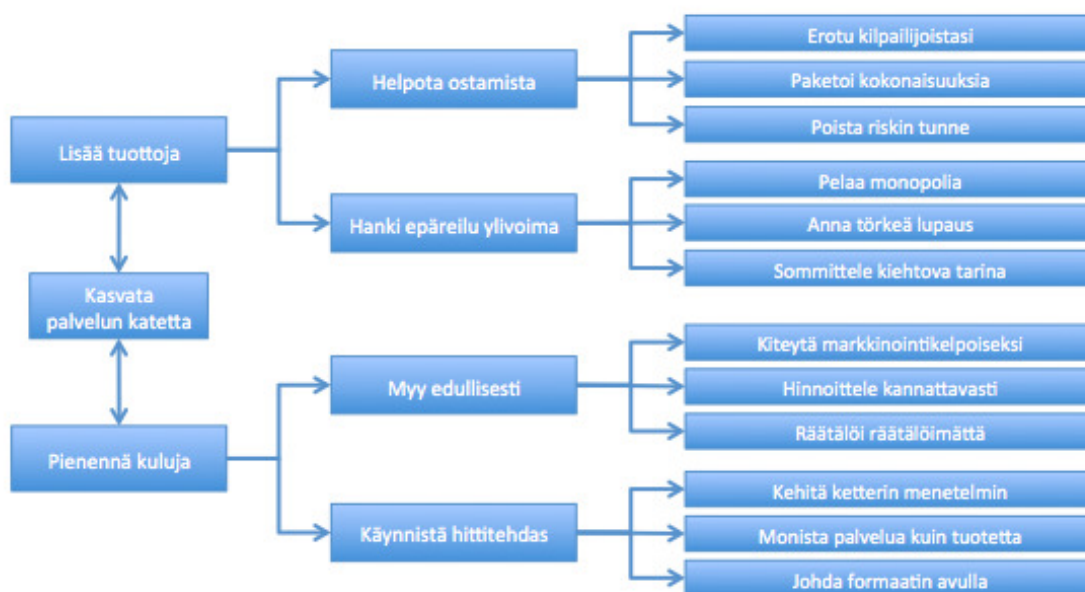 Erotu kilpailijoistasi
Helpota ostamista
Paketoi kokonaisuuksia
Poista riskin tunne
Lisää tuottoja
Pelaa monopolia
Hanki epäreilu ylivoima
Anna törkeä lupaus
Sommittele kiehtova tarina
Kasvata
palvelun katetta
Kiteytä markkinointikelpoiseksi
Myy edullisesti
Hinnoittele kannattavasti
Räätälöi räätälöimättä
Pienennä kuluja
Kehitä ketterin menetelmin
Käynnistä hittitehdas
Monista palvelua kuin tuotetta
Johda formaatin avulla